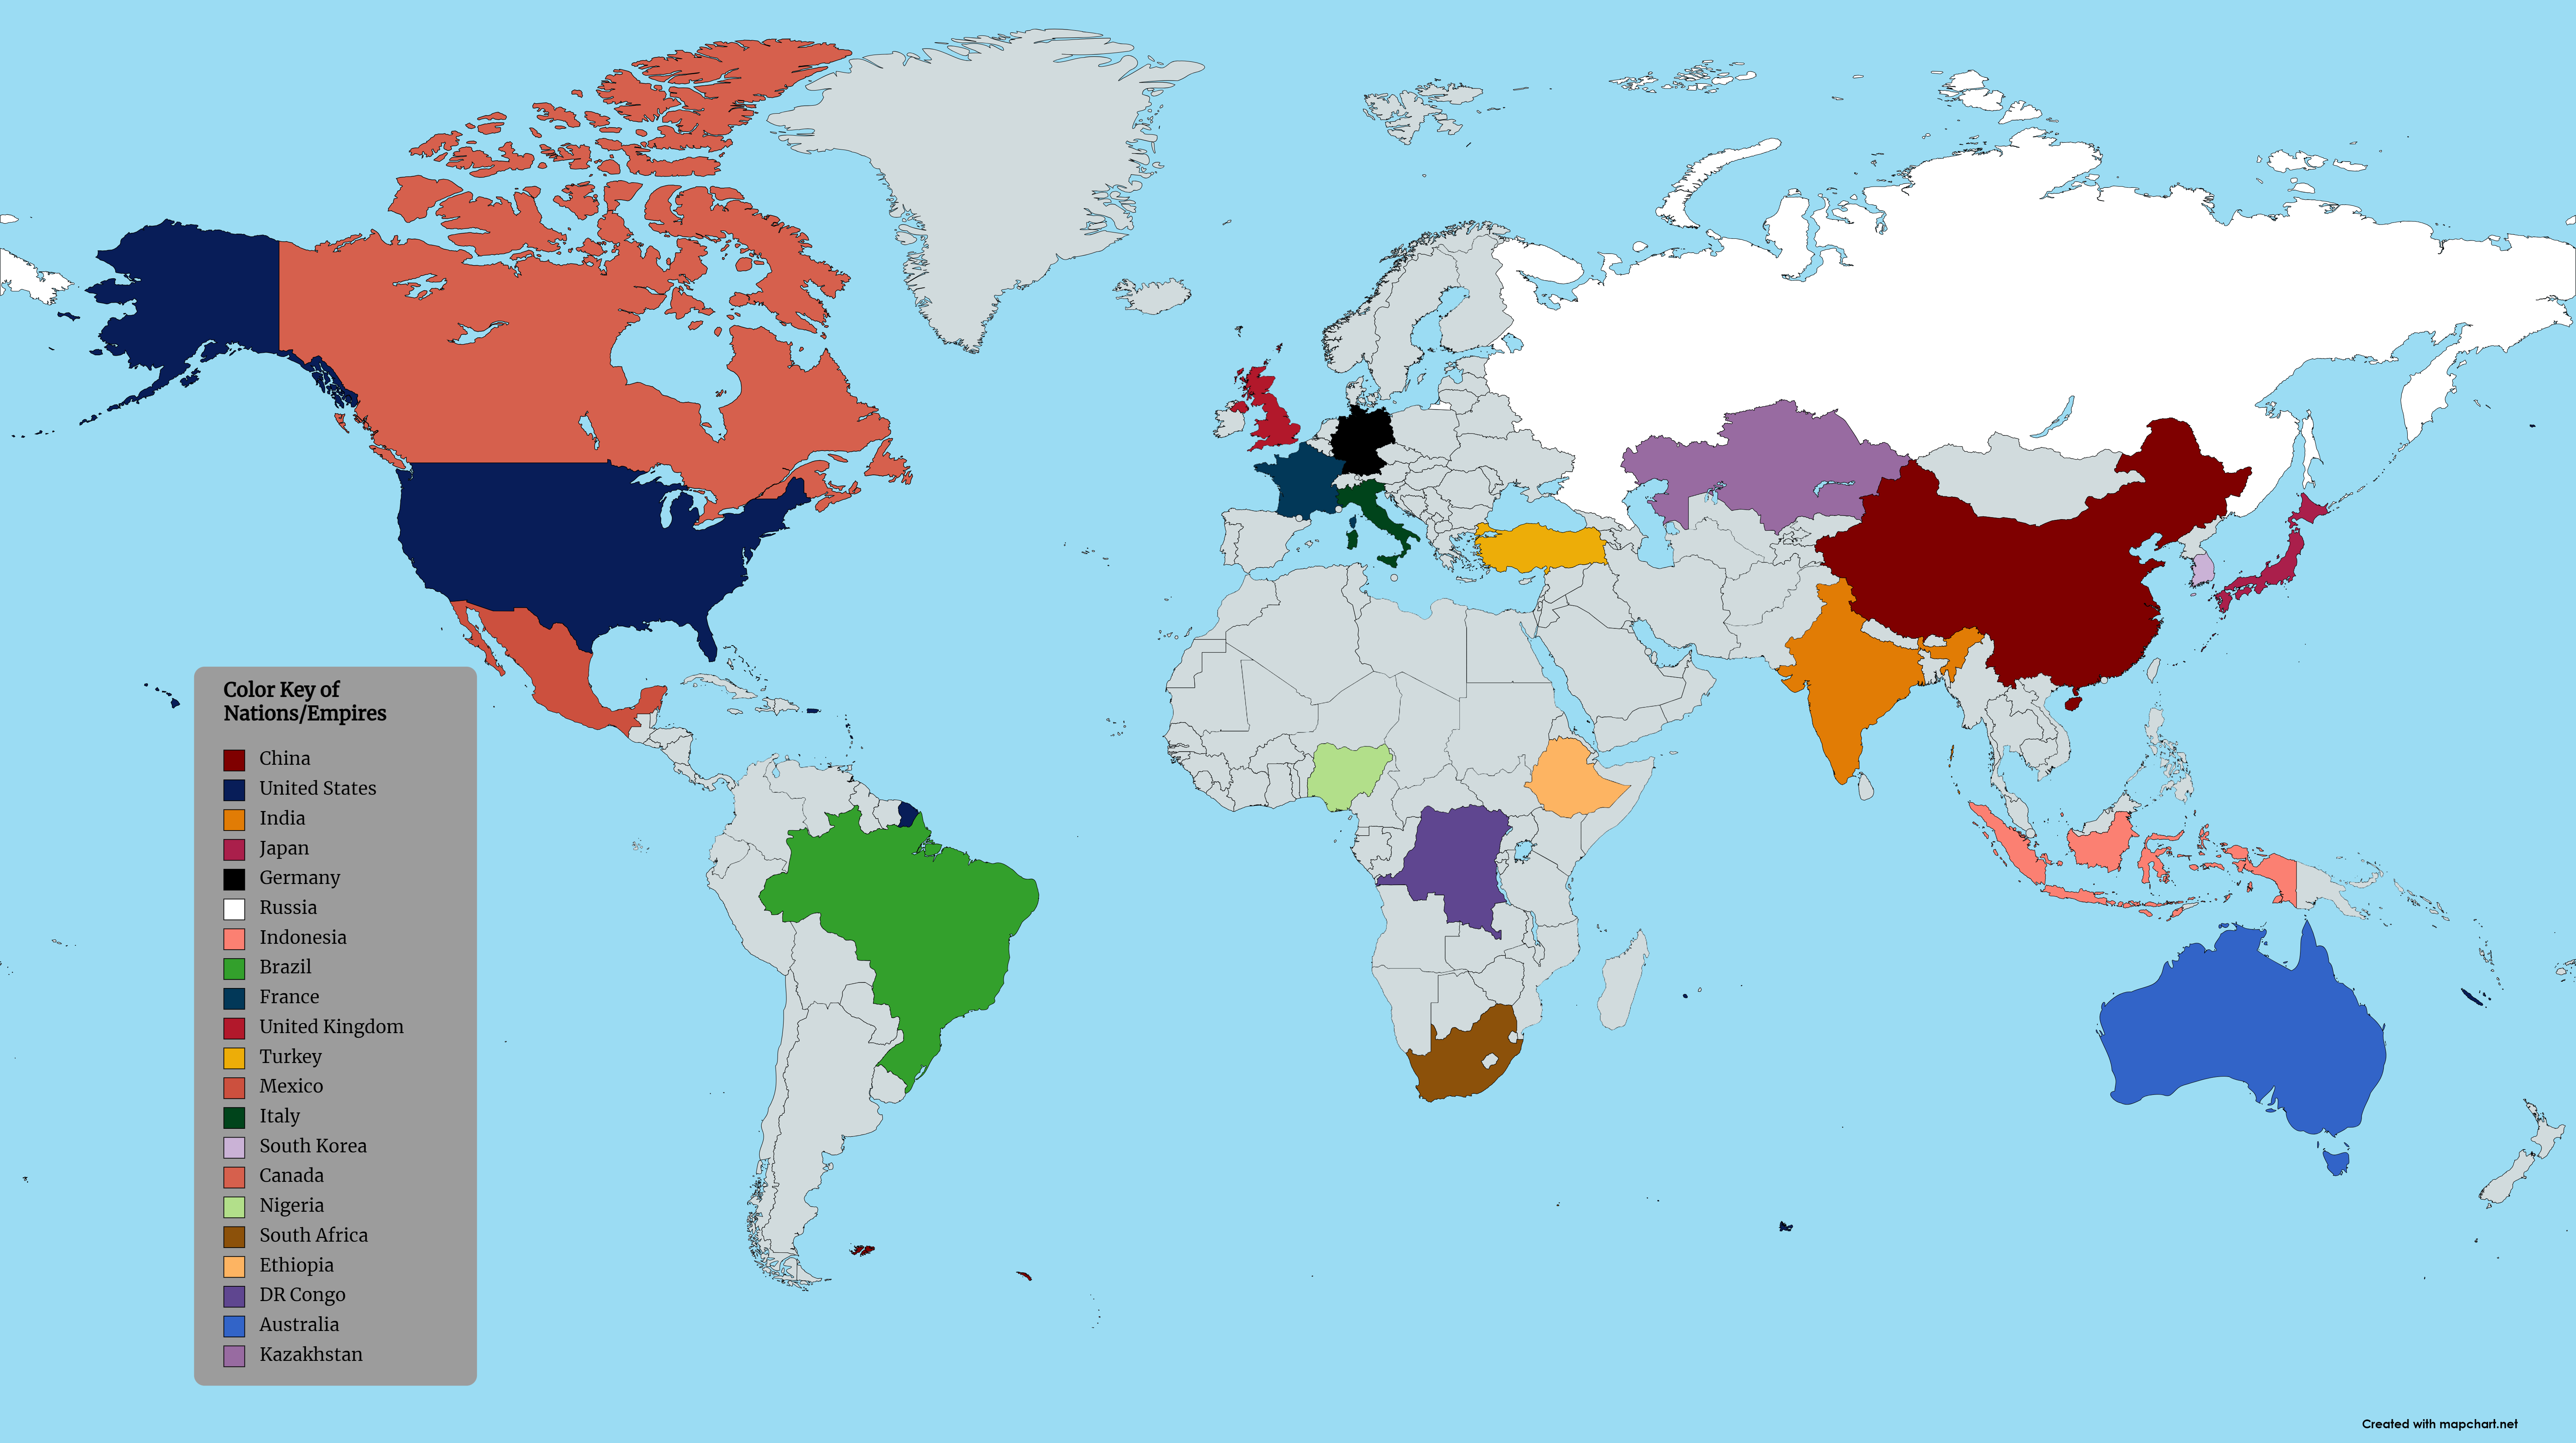 Color Key of
Nations/Empires
China
United States
India
Japan
Germany
Russia
Indonesia
Brazil
France
United Kingdom
Turkey
Mexico
Italy
South Korea
Canada
Nigeria
South Africa
Ethiopia
DR Congo
Australia
Kazakhstan
Created with mapchart.net